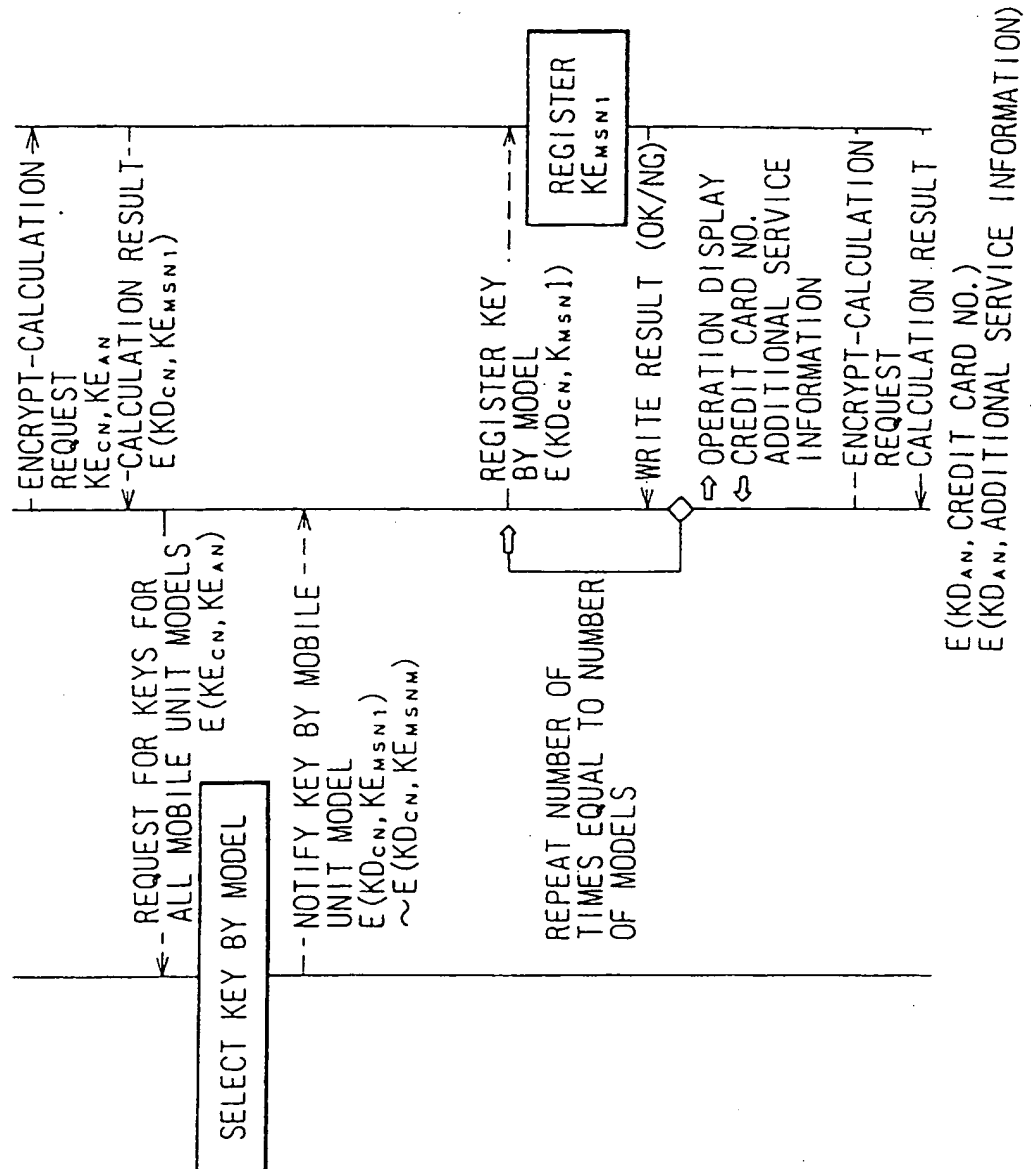 ENCRYPT-CALCULATION
REQUEST
KE_CN, KE_AN
CALCULATION RESULT
E(KD_CN, KE_MSN1)
REQUEST FOR KEYS FOR
ALL MOBILE UNIT MODELS
E(KE_CN, KE_AN)
SELECT KEY BY MODEL
NOTIFY KEY BY MOBILE
UNIT MODEL
E(KD_CN, KE_MSN1)
~E(KD_CN, KE_MSNM)
REGISTER KEY
BY MODEL
E(KD_CN, K_MSN1)
REGISTER
KE_MSN1
REPEAT NUMBER OF
TIMES EQUAL TO NUMBER
OF MODELS
WRITE RESULT (OK/NG)
OPERATION DISPLAY
CREDIT CARD NO.
ADDITIONAL SERVICE
INFORMATION
ENCRYPT-CALCULATION
REQUEST
CALCULATION RESULT
E(KD_AN, CREDIT CARD NO.)
E(KD_AN, ADDITIONAL SERVICE INFORMATION)